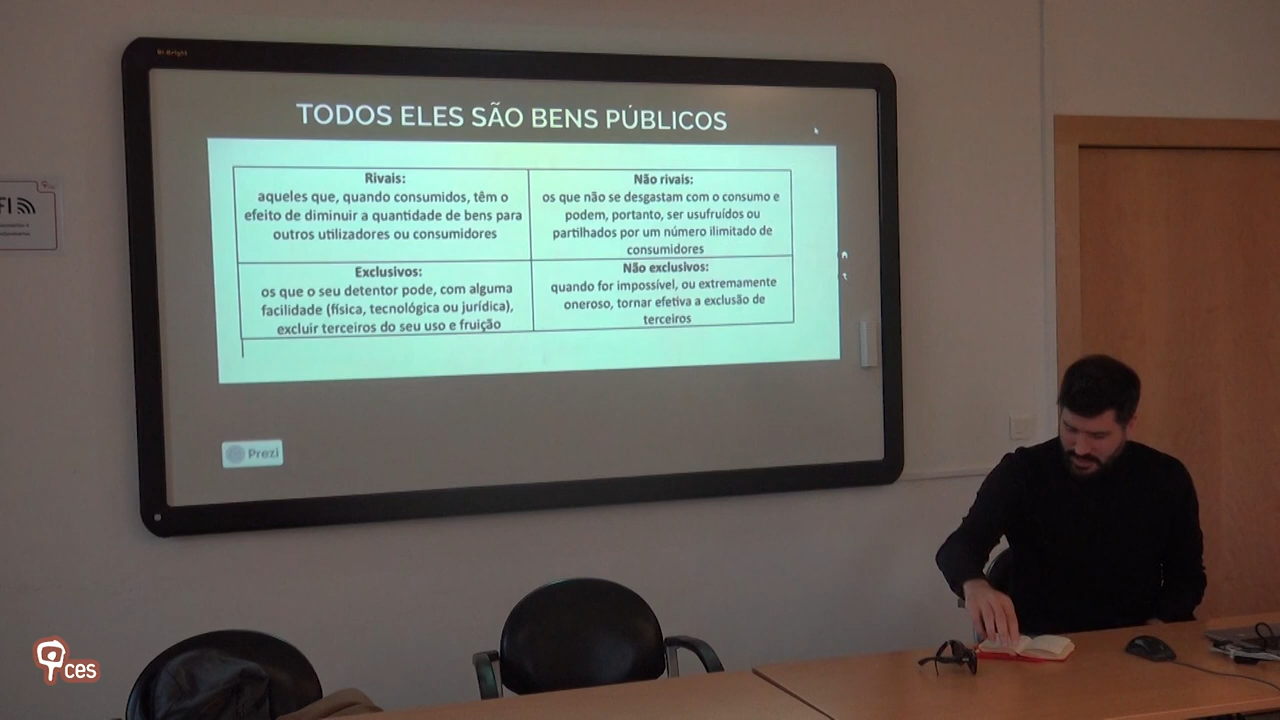 BI-Bright
TODOS ELES SÃO BENS PÚBLICOS
Rivais:
aqueles que, quando consumidos, têm o
efeito de diminuir a quantidade de bens para
outros utilizadores ou consumidores
Não rivais:
os que não se desgastam com o consumo e
podem, portanto, ser usufruídos ou
partilhados por um número ilimitado de
consumidores
Exclusivos:
os que o seu detentor pode, com alguma
facilidade (física, tecnológica ou jurídica),
excluir terceiros do seu uso e fruição
Não exclusivos:
quando for impossível, ou extremamente
oneroso, tornar efetiva a exclusão de
terceiros
Prezi
FI
ces